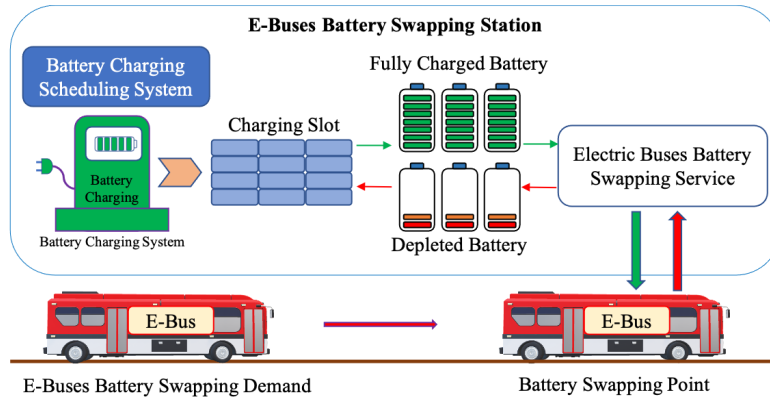 E-Buses Battery Swapping Station
Battery Charging
Scheduling System
Fully Charged Battery
Charging Slot
Electric Buses Battery
Swapping Service
Battery
Charging
Battery Charging System
Depleted Battery
E-Bus
E-Bus
E-Buses Battery Swapping Demand
Battery Swapping Point